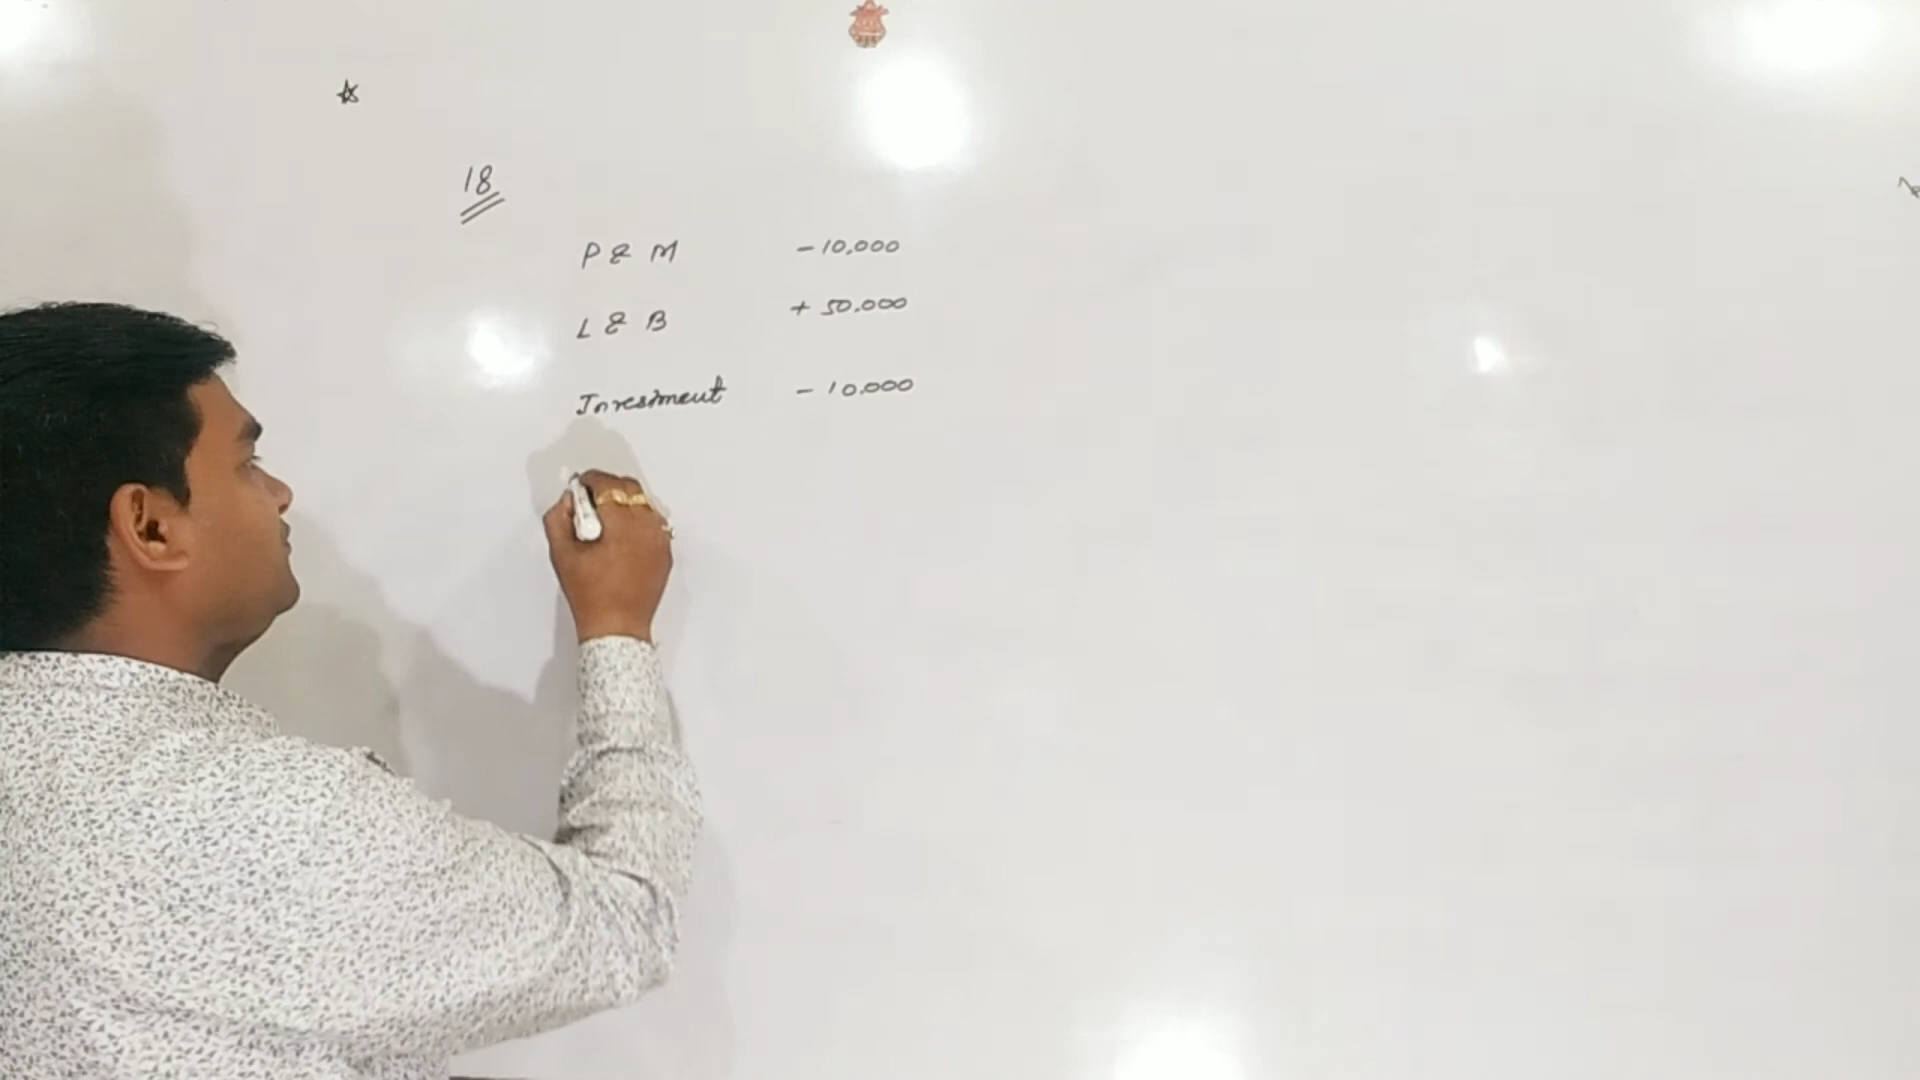 18
P & M - 10,000
L & B + 50,000
Investment - 10,000